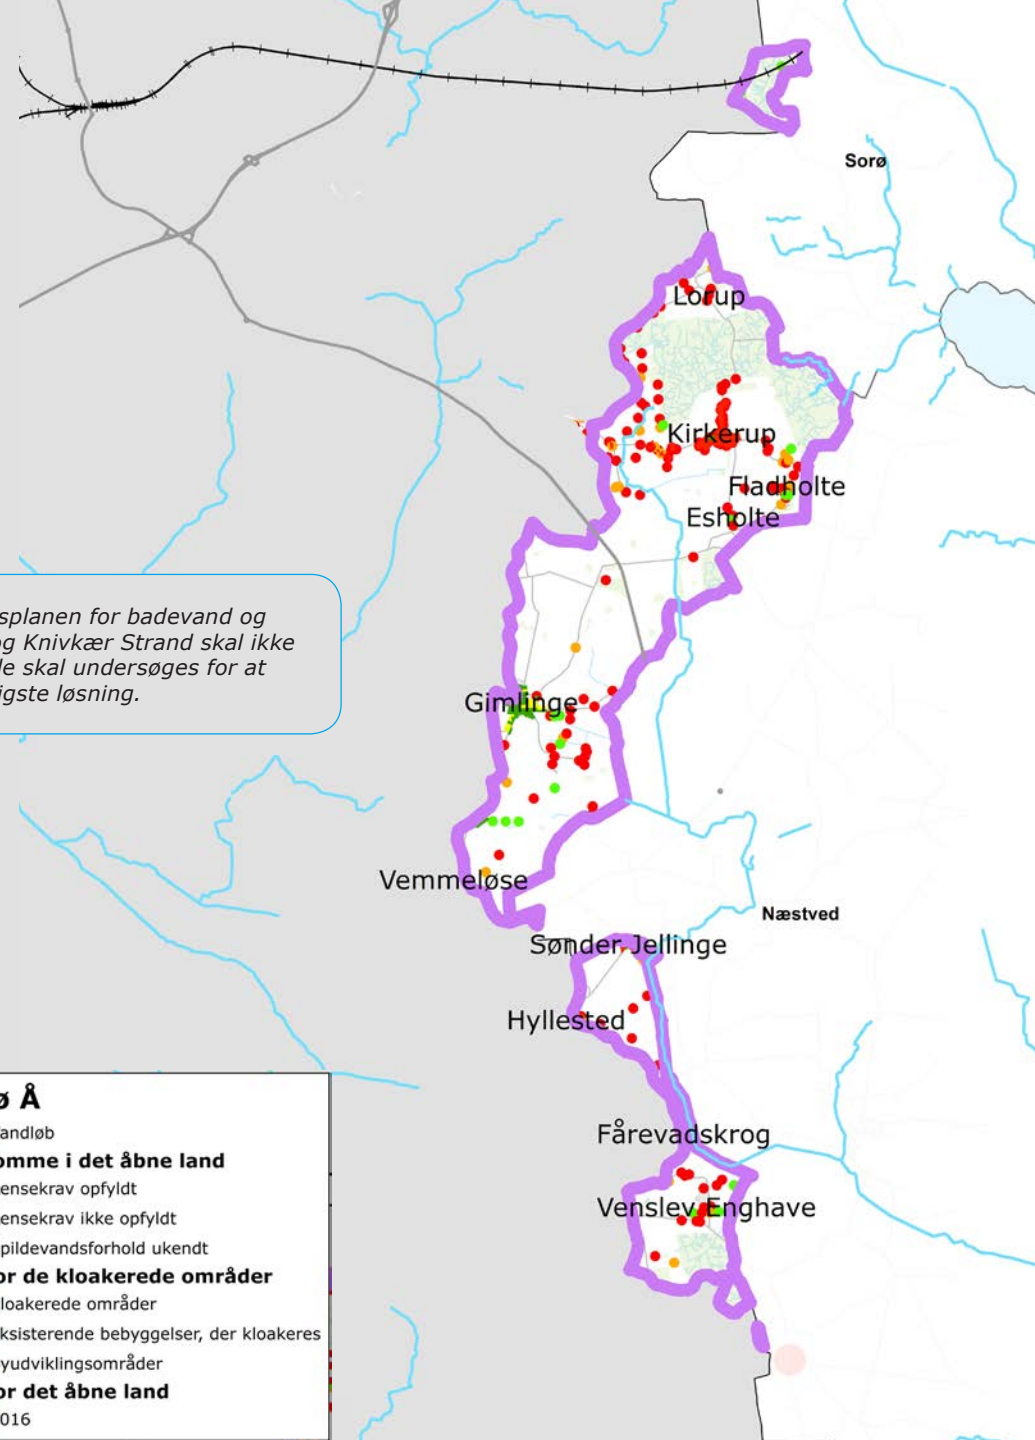 Sorø
Lorup
Kirkerup
Fladholte
Esholte
splanen for badevand og
og Knivkær Strand skal ikke
le skal undersøges for at
igste løsning.
Gimlinge
Vemmeløse
Næstved
Sønder Jellinge
Hyllested
Fårevadskrog
Venslev Enghave
ø Å
andløb
omme i det åbne land
ensekrav opfyldt
ensekrav ikke opfyldt
pildevandsforhold ukendt
or de kloakerede områder
loakerede områder
ksisterende bebyggelser, der kloakeres
yudviklingsområder
or det åbne land
016